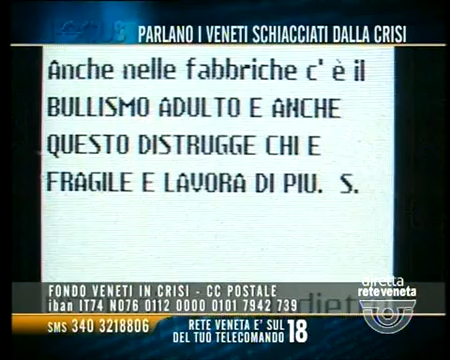 FOCUS
PARLANO I VENETI SCHIACCIATI DALLA CRISI
Anche nelle fabbriche c' è il
BULLISMO ADULTO E ANCHE
QUESTO DISTRUGGE CHI E
FRAGILE E LAVORA DI PIU. S.
FONDO VENETI IN CRISI - CC POSTALE
iban IT74 N076 0112 0000 0101 7942 739
diretta
reteveneta
SMS 340 3218806
RETE VENETA E' SUL
DEL TUO TELECOMANDO 18